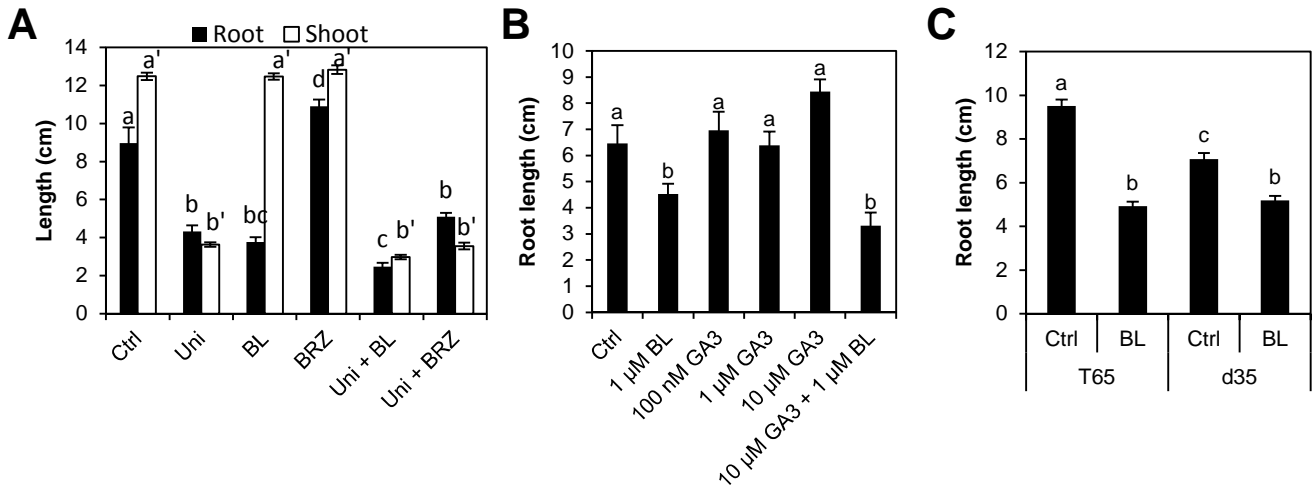 A
Root Shoot
Length (cm)
14
12
10
8
6
4
2
0
a a' b b' bc a' d a' c b' b b'
Ctrl Uni BL BRZ Uni + BL Uni + BRZ
B
Root length (cm)
10
9
8
7
6
5
4
3
2
1
0
a b a a a b
Ctrl 1 µM BL 100 nM GA3 1 µM GA3 10 µM GA3 10 µM GA3 + 1 µM BL
C
Root length (cm)
12
10
8
6
4
2
0
a b c b
Ctrl BL Ctrl BL
T65 d35